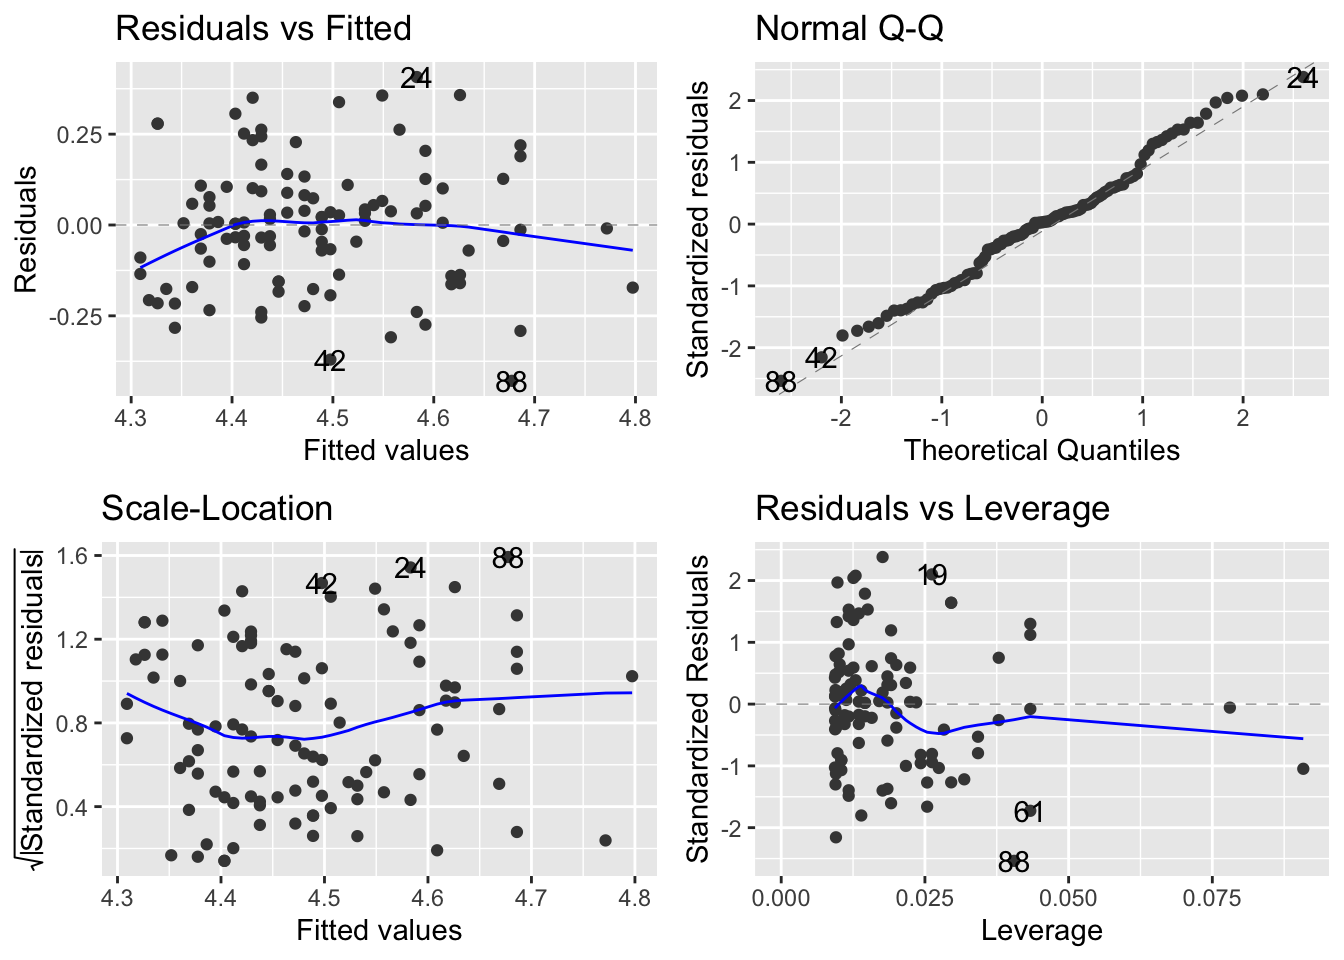 Residuals vs Fitted
24
0.25
0.00
-0.25
42
88
4.3 4.4 4.5 4.6 4.7 4.8
Fitted values
Residuals
Normal Q-Q
24
2
1
0
-1
-2
42
88
-2 -1 0 1 2
Theoretical Quantiles
Standardized residuals
Scale-Location
88
24
42
1.6
1.2
0.8
0.4
4.3 4.4 4.5 4.6 4.7 4.8
Fitted values
√|Standardized residuals|
Residuals vs Leverage
19
2
1
0
-1
-2
61
88
0.000 0.025 0.050 0.075
Leverage
Standardized Residuals